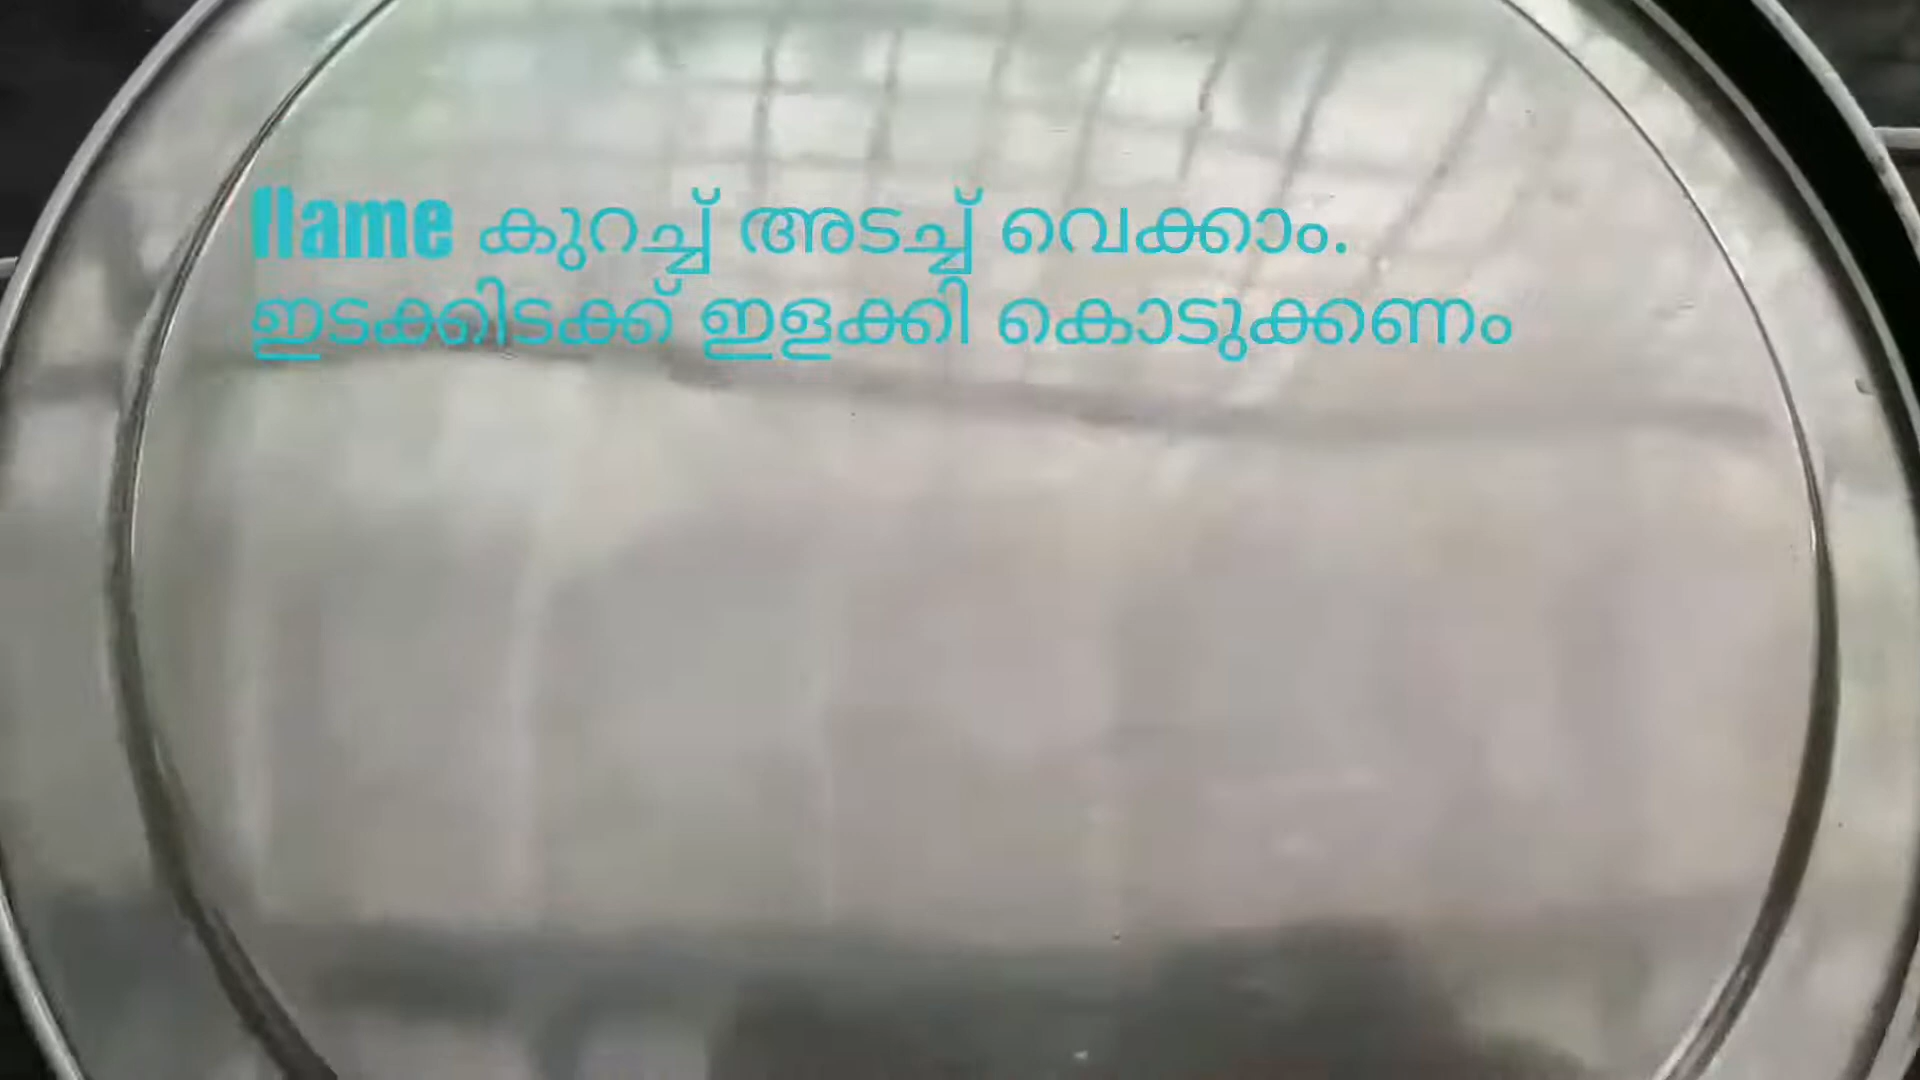 flame കുറച്ച് അടച്ച് വെക്കാം.
ഇടക്കിടക്ക് ഇളക്കി കൊടുക്കണം